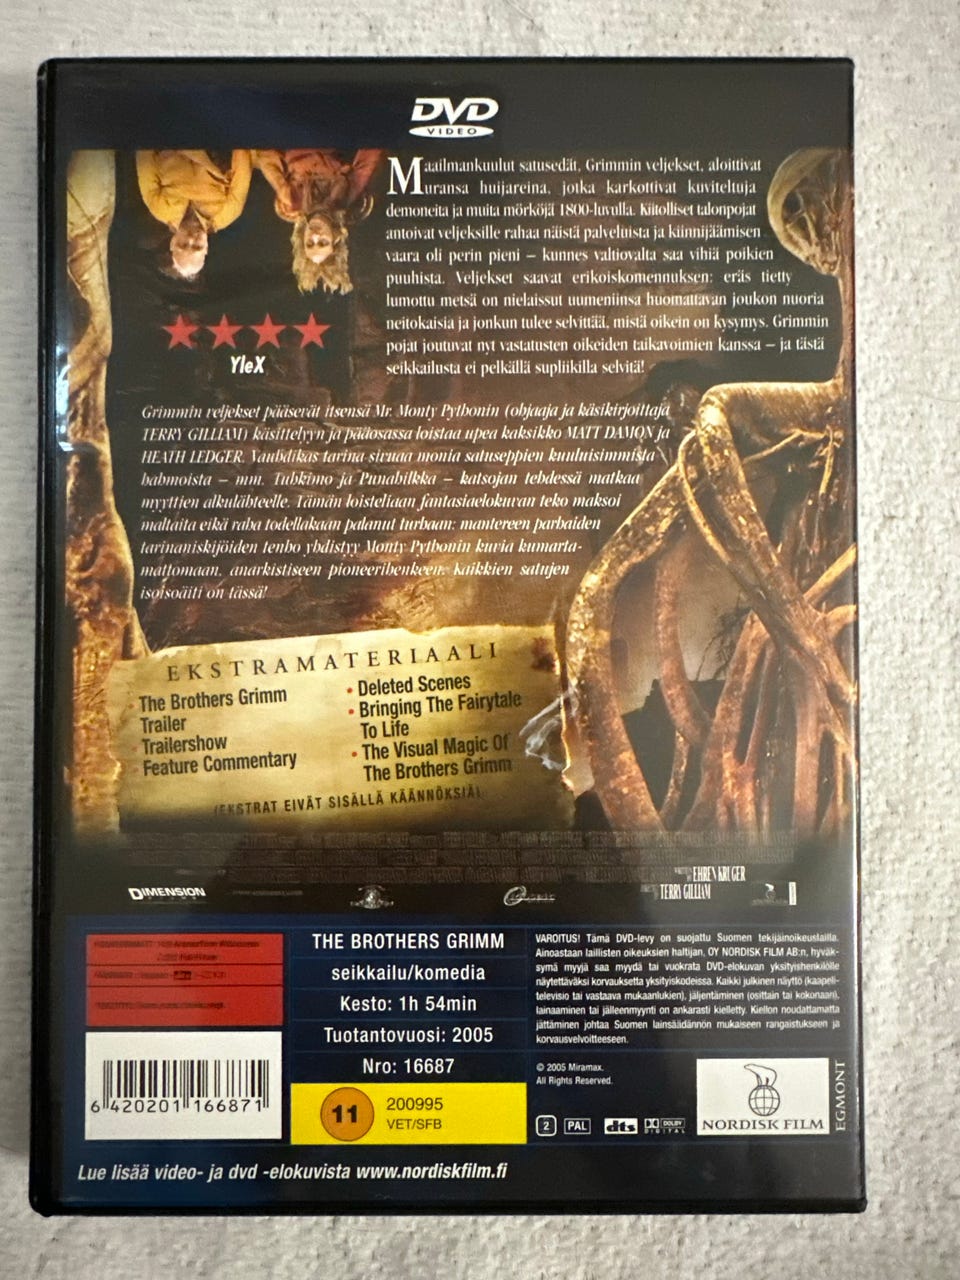 DVD
VIDEO
Maailmankuulut satusedät, Grimmin veljekset, aloittivat
uransa huijareina, jotka karkottivat kuviteltuja
demoneita ja muita mörköjä 1800-luvulla. Kiitolliset talonpojat
antoivat veljeksille rahaa näistä palveluista ja kiinnijäämisen
vaara oli perin pieni – kunnes valtiovalta saa vihiä poikien
puuhista. Veljekset saavat erikoiskomennuksen: eräs tietty
lumottu metsä on nielaissut uumeniinsa huomattavan joukon nuoria
neitokaisia ja jonkun tulee selvittää, mistä oikein on kysymys. Grimmin
pojat joutuvat nyt vastatusten oikeiden taikavoimien kanssa – ja tästä
seikkailusta ei pelkällä supliikilla selvitä!
YleX
Grimmin veljekset pääsevät itsensä Mr. Monty Pythonin (ohjaaja ja käsikirjoittaja
TERRY GILLIAM) käsittelyyn ja pääosassa loistaa upea kaksikko MATT DAMON ja
HEATH LEDGER. Vauhdikas tarina sivuaa monia satuseppien kuuluisimmista
hahmoista – mm. Tuhkimo ja Punahilkka – katsojan tehdessä matkaa
myyttien alkulähteelle. Tämän loisteliaan fantasiaelokuvan teko maksoi
maltaita eikä raha todellakaan palanut turhaan: mantereen parhaiden
tarinaniskijöiden tenho yhdistyy Monty Pythonin kuvia kumarta-
mattomaan, anarkistiseen pioneerihenkeen. Kaikkien satujen
isoisoäiti on tässä!
EKSTRAMATERIAALI
• The Brothers Grimm
Trailer
• Trailershow
• Feature Commentary
• Deleted Scenes
• Bringing The Fairytale
To Life
• The Visual Magic Of
The Brothers Grimm
(EKSTRAT EIVÄT SISÄLLÄ KÄÄNNÖKSIÄ)
DIMENSION
EHREN KRUGER
TERRY GILLIAM
THE BROTHERS GRIMM
seikkailu/komedia
Kesto: 1h 54min
Tuotantovuosi: 2005
Nro: 16687
11
200995
VET/SFB
6 420201 166871
VAROITUS! Tämä DVD-levy on suojattu Suomen tekijäinoikeuslailla.
Ainoastaan laillisten oikeuksien haltijan, OY NORDISK FILM AB:n, hyväk-
symä myyjä saa myydä tai vuokrata DVD-elokuvan yksityishenkilölle
näytettäväksi korvauksetta yksityiskodeissa. Kaikki julkinen näyttö (kaapeli-
televisio tai vastaava mukaanlukien), jäljentäminen (osittain tai kokonaan),
lainaaminen tai jälleenmyynti on ankarasti kielletty. Kiellon noudattamatta
jättäminen johtaa Suomen lainsäädännön mukaiseen rangaistukseen ja
korvausvelvoitteeseen.
© 2005 Miramax.
All Rights Reserved.
2 PAL dts DOLBY DIGITAL
NORDISK FILM
EGMONT
Lue lisää video- ja dvd -elokuvista www.nordiskfilm.fi